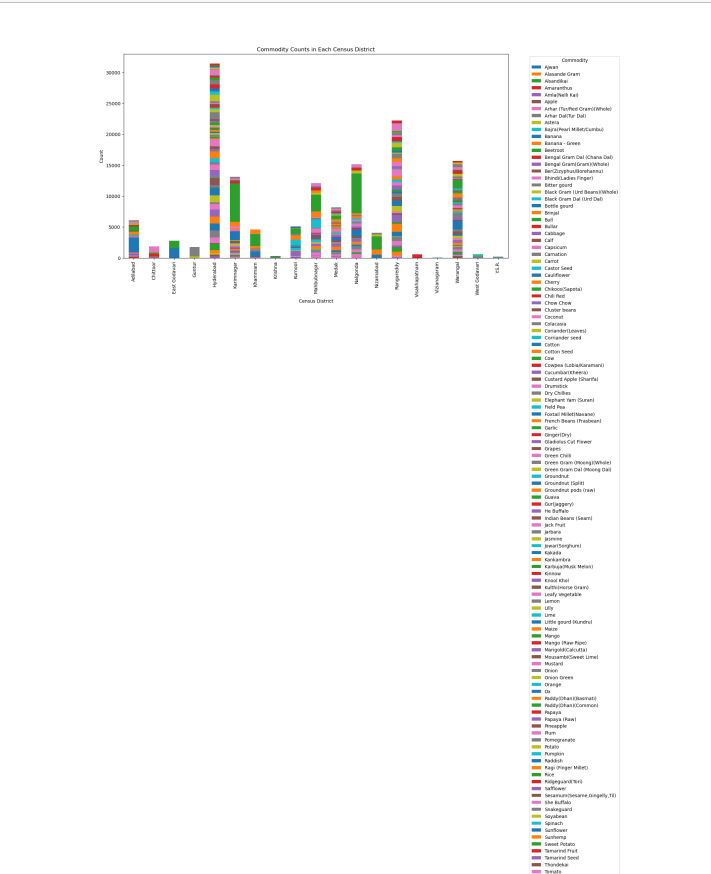 Commodity Counts in Each Census District
Count
30000
25000
20000
15000
10000
5000
0
Adilabad
Chittoor
East Godavari
Guntur
Hyderabad
Karimnagar
Khammam
Krishna
Kurnool
Mahbubnagar
Medak
Nalgonda
Nizamabad
Rangareddy
Visakhapatnam
Vizianagaram
Warangal
West Godavari
Y.S.R.
Census District
Commodity
Ajwan
Alasande Gram
Alsandikai
Amaranthus
Amla(Nelli Kai)
Apple
Arhar (Tur/Red Gram)(Whole)
Arhar Dal(Tur Dal)
Astera
Bajra(Pearl Millet/Cumbu)
Banana
Banana - Green
Beetroot
Bengal Gram Dal (Chana Dal)
Bengal Gram(Gram)(Whole)
Ber(Zizyphus/Borehannu)
Bhindi(Ladies Finger)
Bitter gourd
Black Gram (Urd Beans)(Whole)
Black Gram Dal (Urd Dal)
Bottle gourd
Brinjal
Bull
Bullar
Cabbage
Calf
Capsicum
Carnation
Carrot
Castor Seed
Cauliflower
Cherry
Chikoos(Sapota)
Chili Red
Chow Chow
Cluster beans
Coconut
Colacasia
Coriander(Leaves)
Corriander seed
Cotton
Cotton Seed
Cow
Cowpea (Lobia/Karamani)
Cucumbar(Kheera)
Custard Apple (Sharifa)
Drumstick
Dry Chillies
Elephant Yam (Suran)
Field Pea
Foxtail Millet(Navane)
French Beans (Frasbean)
Garlic
Ginger(Dry)
Gladiolus Cut Flower
Grapes
Green Chilli
Green Gram (Moong)(Whole)
Green Gram Dal (Moong Dal)
Groundnut
Groundnut (Split)
Groundnut pods (raw)
Guava
Gur(Jaggery)
He Buffalo
Indian Beans (Seam)
Jack Fruit
Jarbara
Jasmine
Jowar(Sorghum)
Kakada
Kankambra
Karbuja(Musk Melon)
Kinnow
Knool Khol
Kulthi(Horse Gram)
Leafy Vegetable
Lemon
Lilly
Lime
Little gourd (Kundru)
Maize
Mango
Mango (Raw-Ripe)
Marigold(Calcutta)
Mousambi(Sweet Lime)
Mustard
Onion
Onion Green
Orange
Ox
Paddy(Dhan)(Basmati)
Paddy(Dhan)(Common)
Papaya
Papaya (Raw)
Pineapple
Plum
Pomegranate
Potato
Pumpkin
Raddish
Ragi (Finger Millet)
Rice
Ridgeguard(Tori)
Safflower
Sesamum(Sesame,Gingelly,Til)
She Buffalo
Snakeguard
Soyabean
Spinach
Sunflower
Sunhemp
Sweet Potato
Tamarind Fruit
Tamarind Seed
Thondekai
Tomato